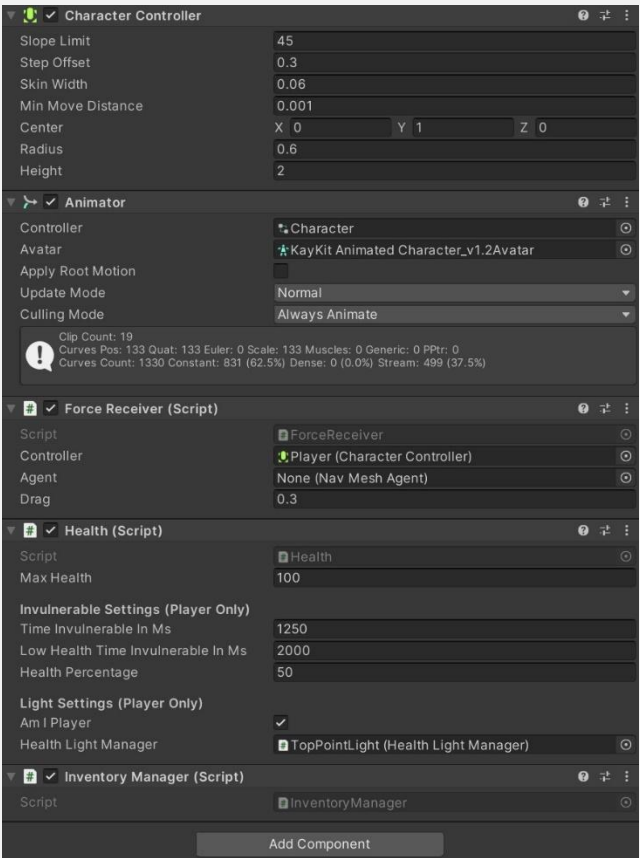 Character Controller
Slope Limit 45
Step Offset 0.3
Skin Width 0.06
Min Move Distance 0.001
Center X 0 Y 1 Z 0
Radius 0.6
Height 2
Animator
Controller Character
Avatar KayKit Animated Character_v1.2Avatar
Apply Root Motion
Update Mode Normal
Culling Mode Always Animate
Clip Count: 19
Curves Pos: 133 Quat: 133 Euler: 0 Scale: 133 Muscles: 0 Generic: 0 PPtr: 0
Curves Count: 1330 Constant: 831 (62.5%) Dense: 0 (0.0%) Stream: 499 (37.5%)
# Force Receiver (Script)
Script ForceReceiver
Controller Player (Character Controller)
Agent None (Nav Mesh Agent)
Drag 0.3
# Health (Script)
Script Health
Max Health 100
Invulnerable Settings (Player Only)
Time Invulnerable In Ms 1250
Low Health Time Invulnerable In Ms 2000
Health Percentage 50
Light Settings (Player Only)
Am I Player
Health Light Manager TopPointLight (Health Light Manager)
# Inventory Manager (Script)
Script InventoryManager
Add Component